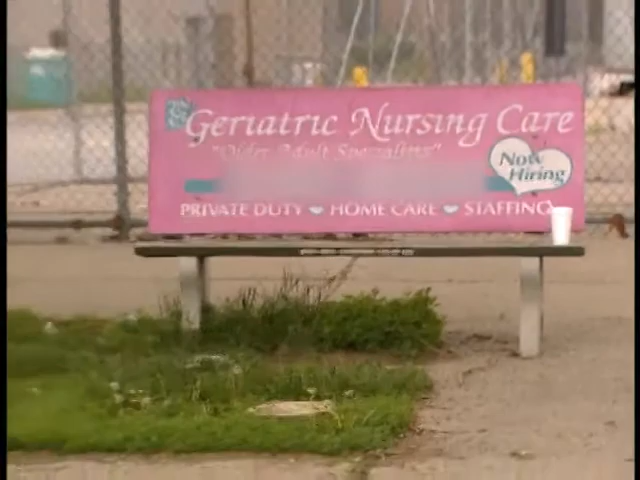 Geriatric Nursing Care
"Older Adult Specialists"
Now
Hiring
PRIVATE DUTY HOME CARE STAFFING